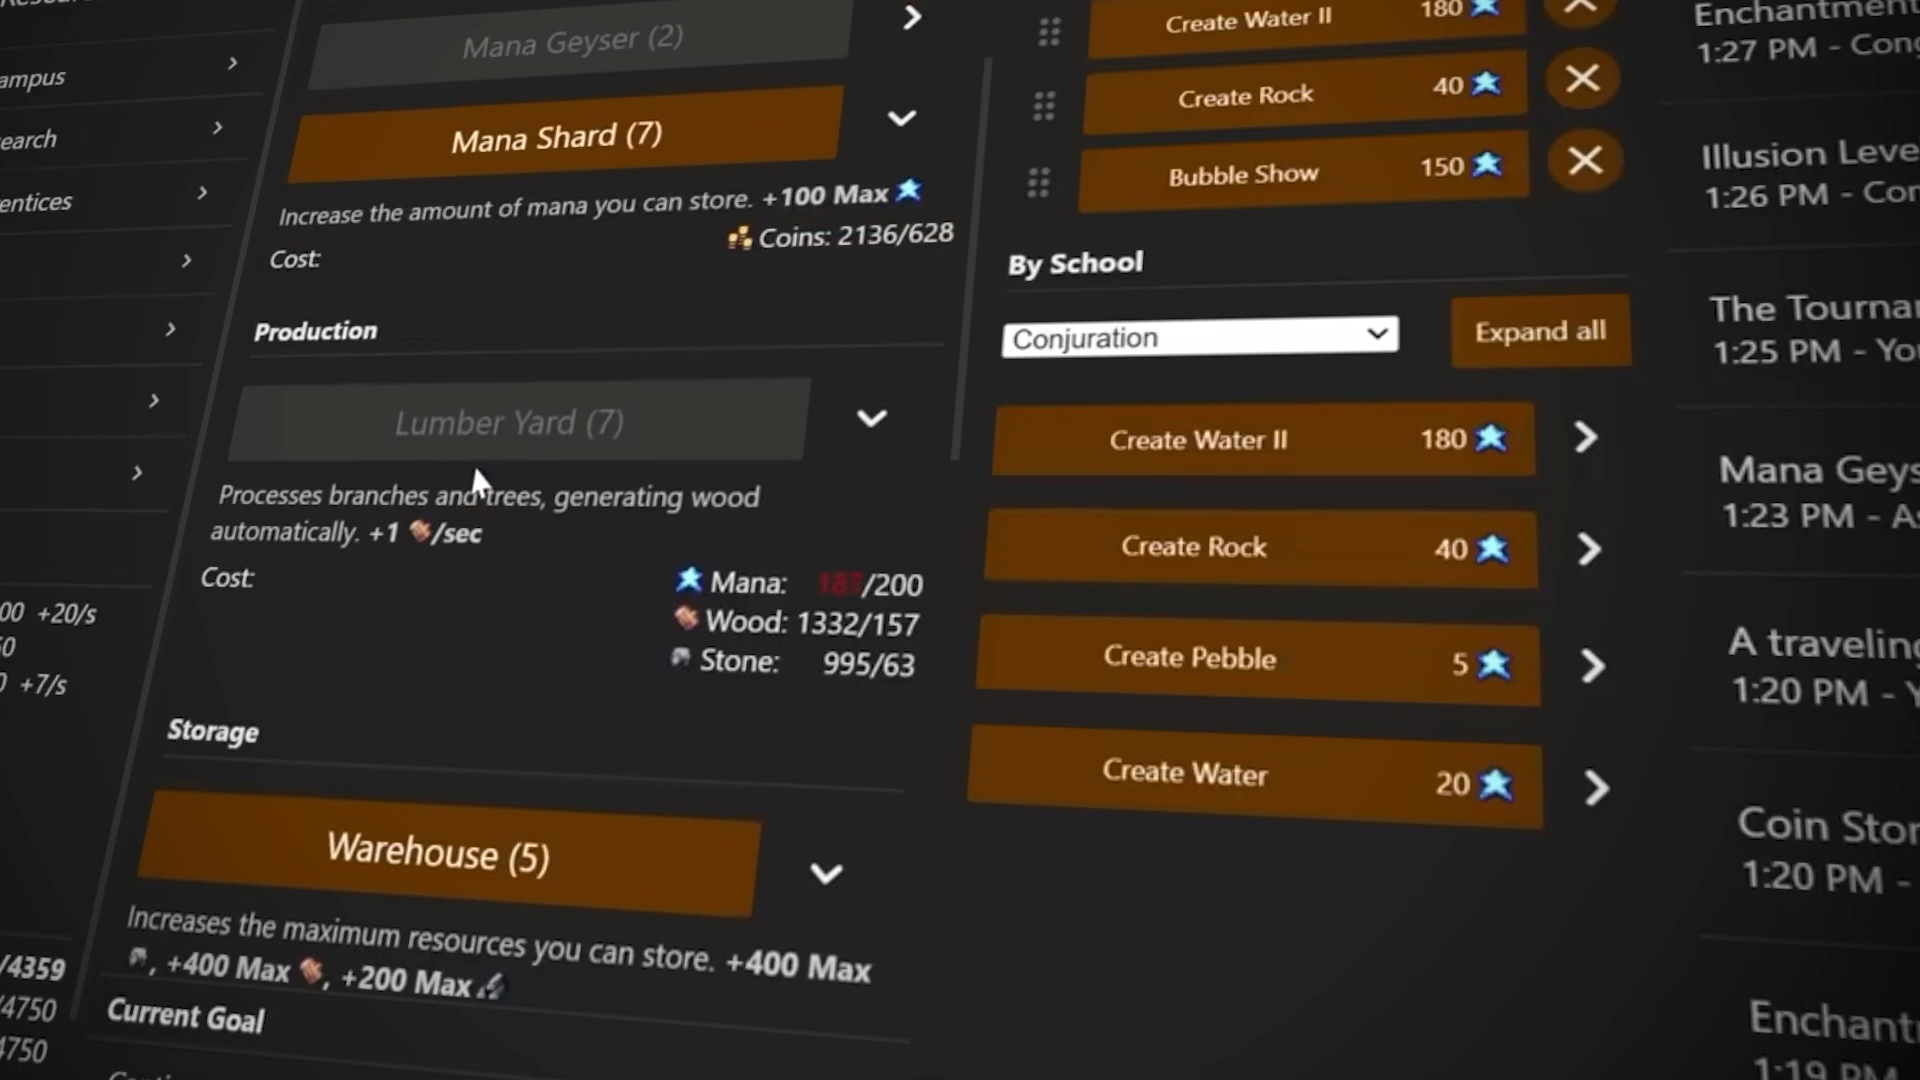 ampus
earch
entices
00 +20/s
+7/s
/4359
/4750
4750
Mana Geyser (2)
Mana Shard (7)
Increase the amount of mana you can store. +100 Max
Coins: 2136/628
Cost:
Production
Lumber Yard (7)
Processes branches and trees, generating wood
automatically. +1 /sec
Cost:
Mana: 187/200
Wood: 1332/157
Stone: 995/63
Storage
Warehouse (5)
Increases the maximum resources you can store. +400 Max
, +400 Max , +200 Max
Current Goal
Create Water II 180
Create Rock 40
Bubble Show 150
By School
Conjuration
Expand all
Create Water II 180
Create Rock 40
Create Pebble 5
Create Water 20
Enchantment
1:27 PM - Con
Illusion Leve
1:26 PM - Con
The Tourna
1:25 PM - You
Mana Geys
1:23 PM - As
A traveling
1:20 PM - Y
Coin Stor
1:20 PM -
Enchant
1:19 PM